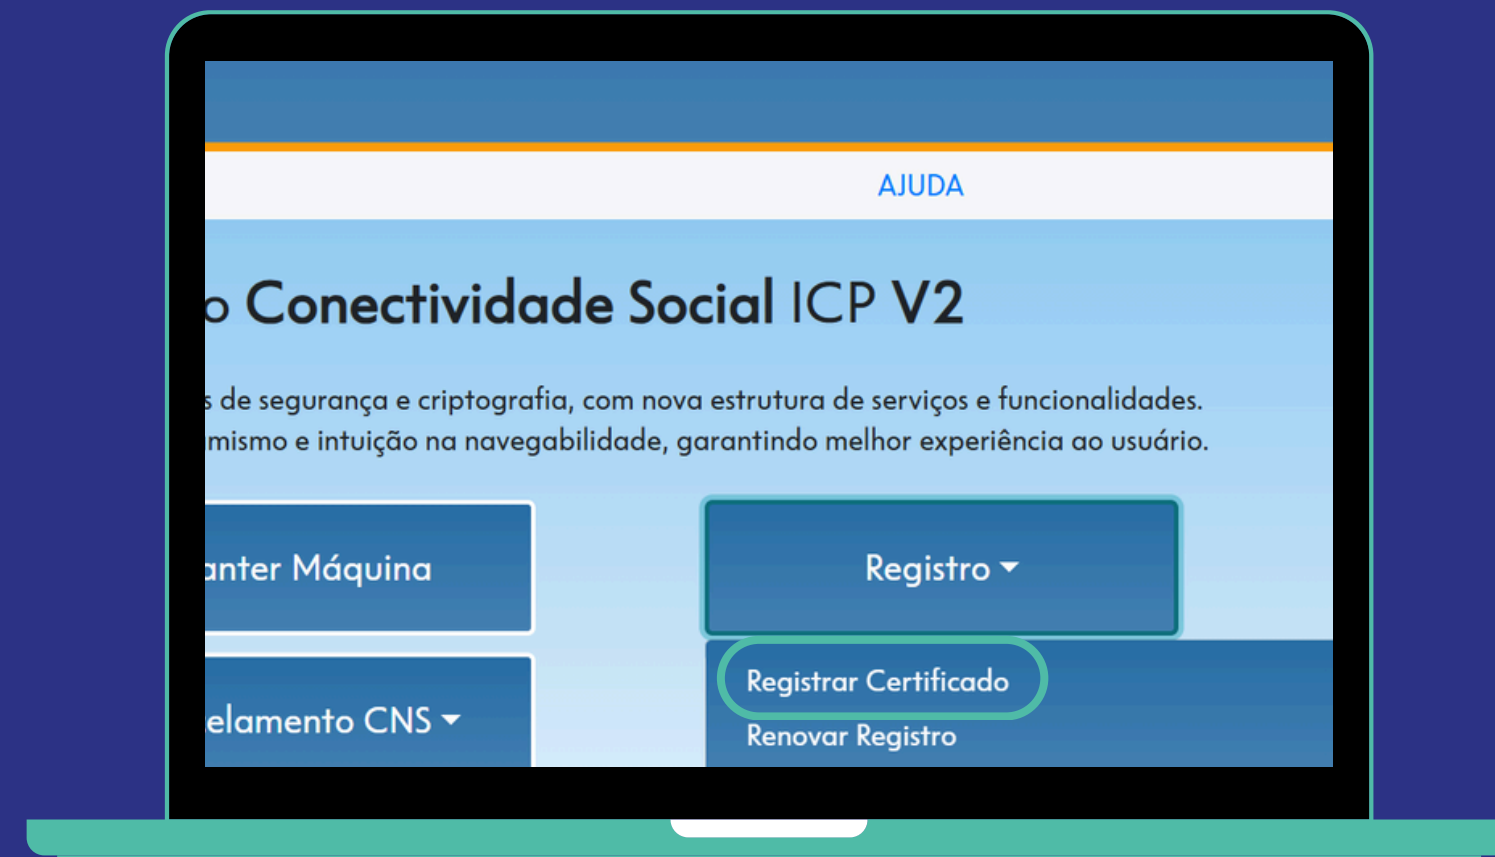 AJUDA
o Conectividade Social ICP V2
s de segurança e criptografia, com nova estrutura de serviços e funcionalidades.
mismo e intuição na navegabilidade, garantindo melhor experiência ao usuário.
anter Máquina
Registro
Registrar Certificado
elamento CNS
Renovar Registro